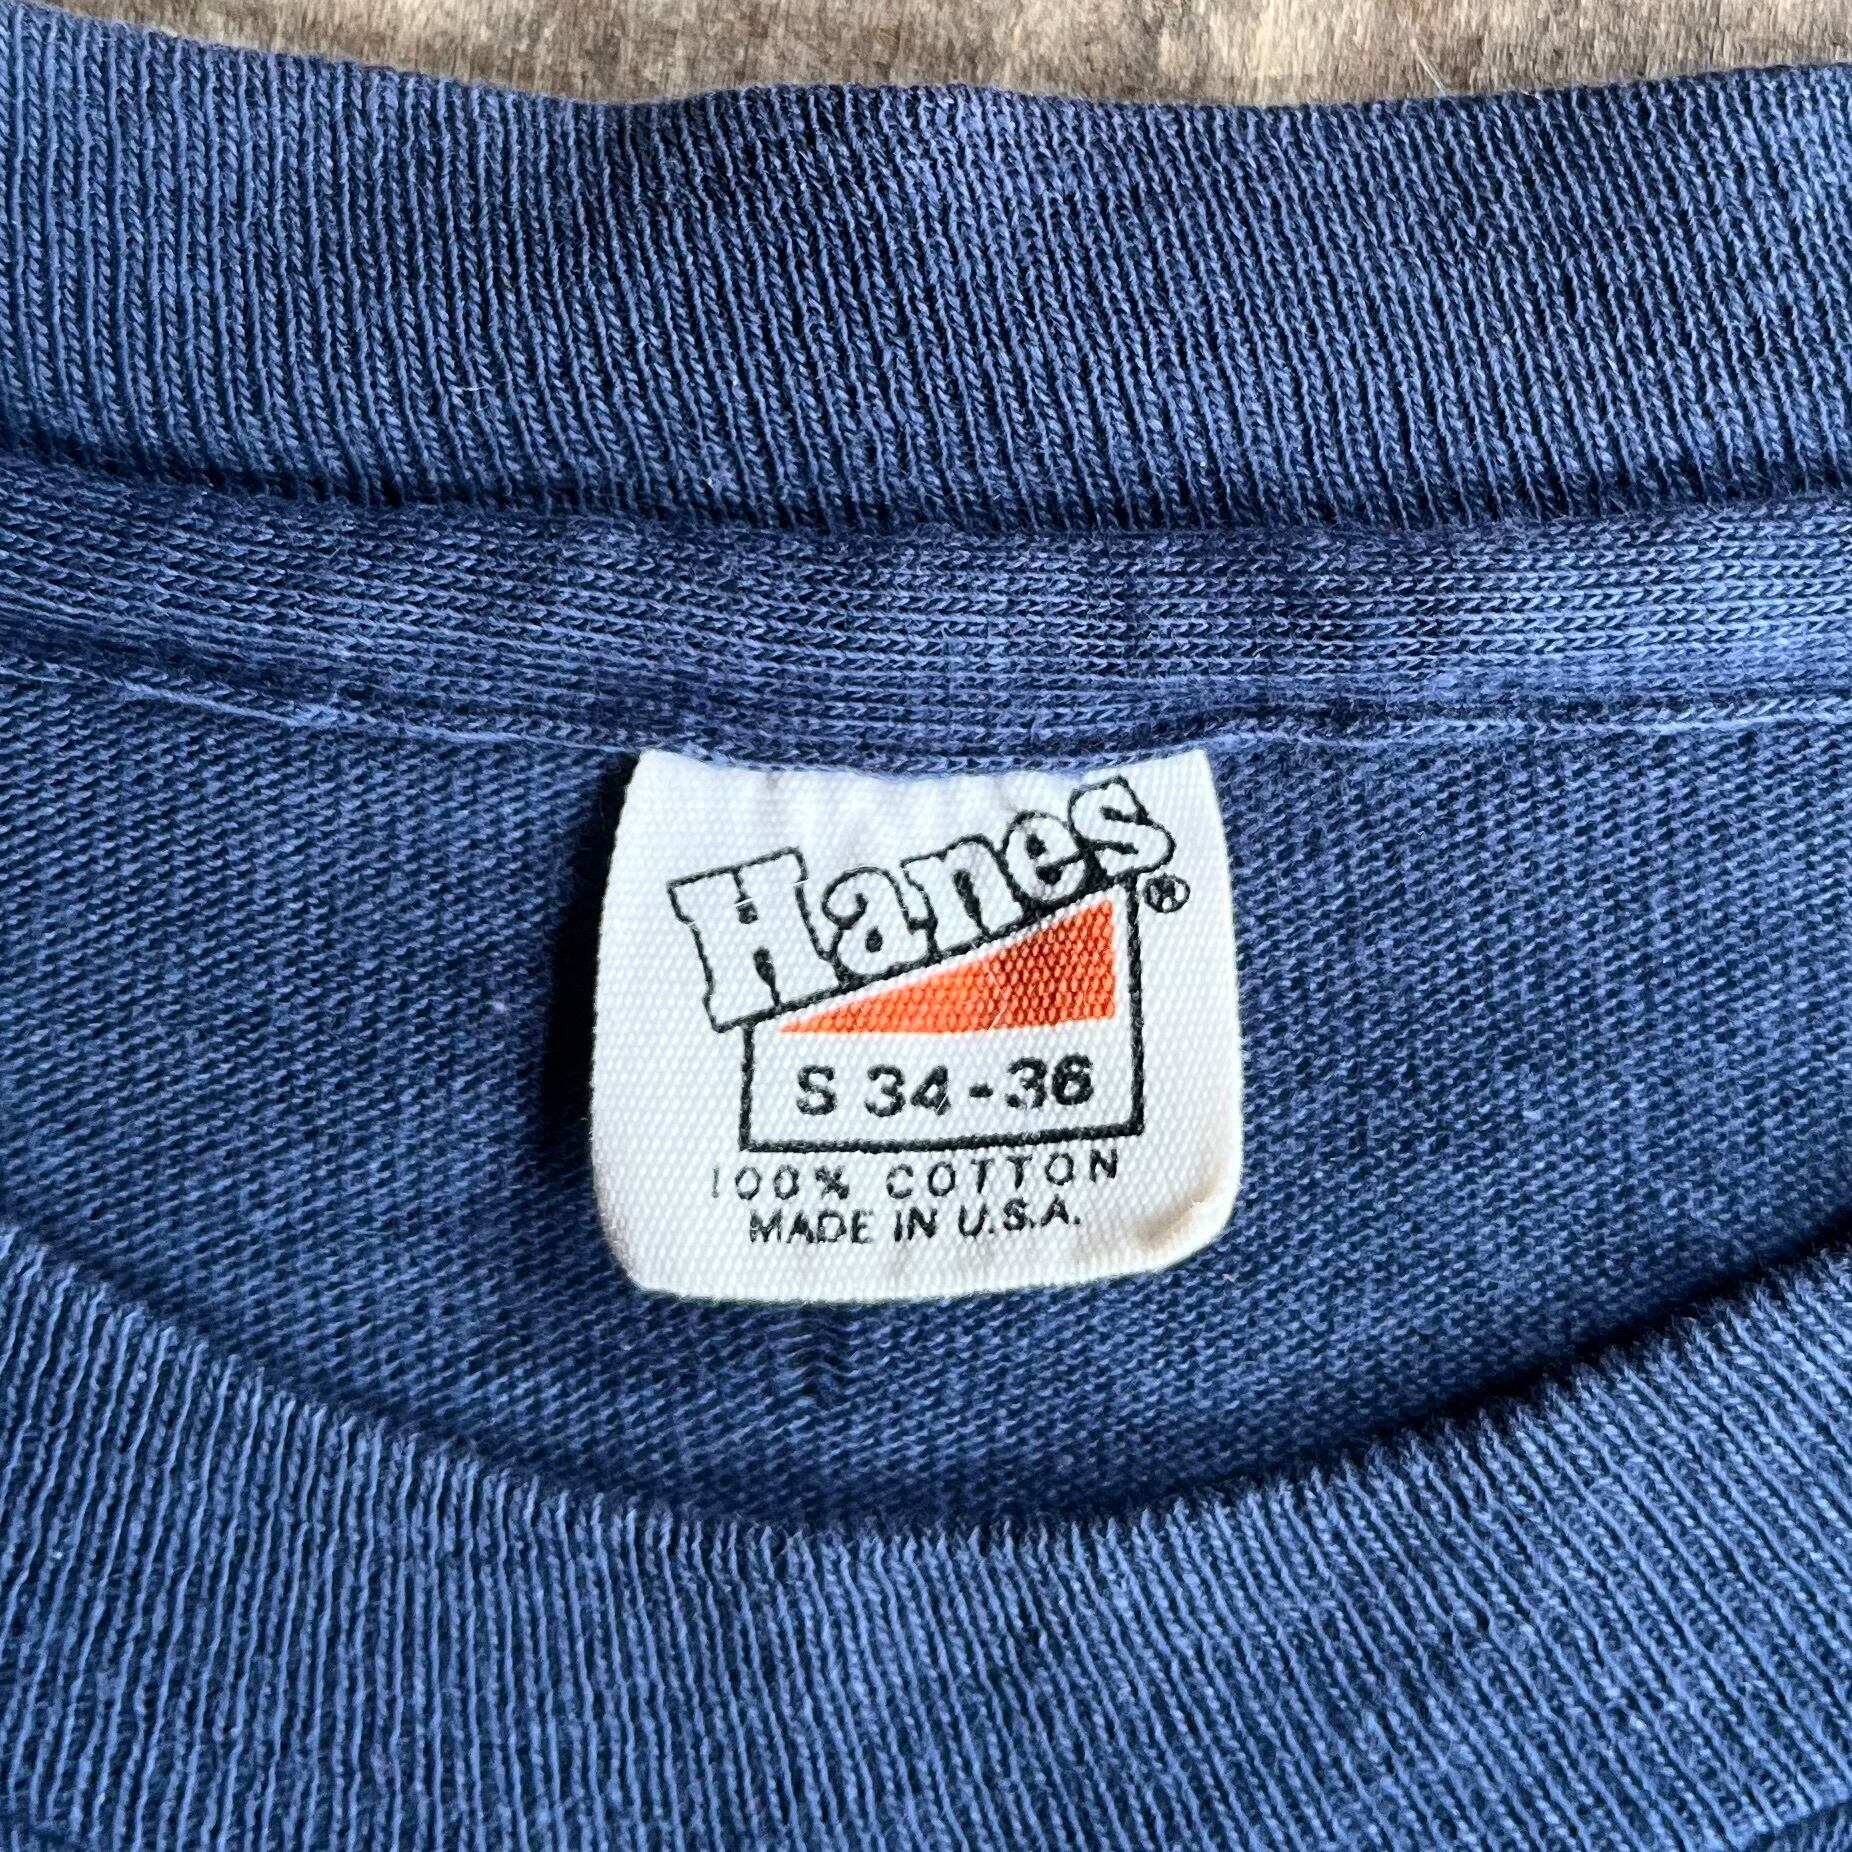 Hanes®
S 34-36
100% COTTON
MADE IN U.S.A.